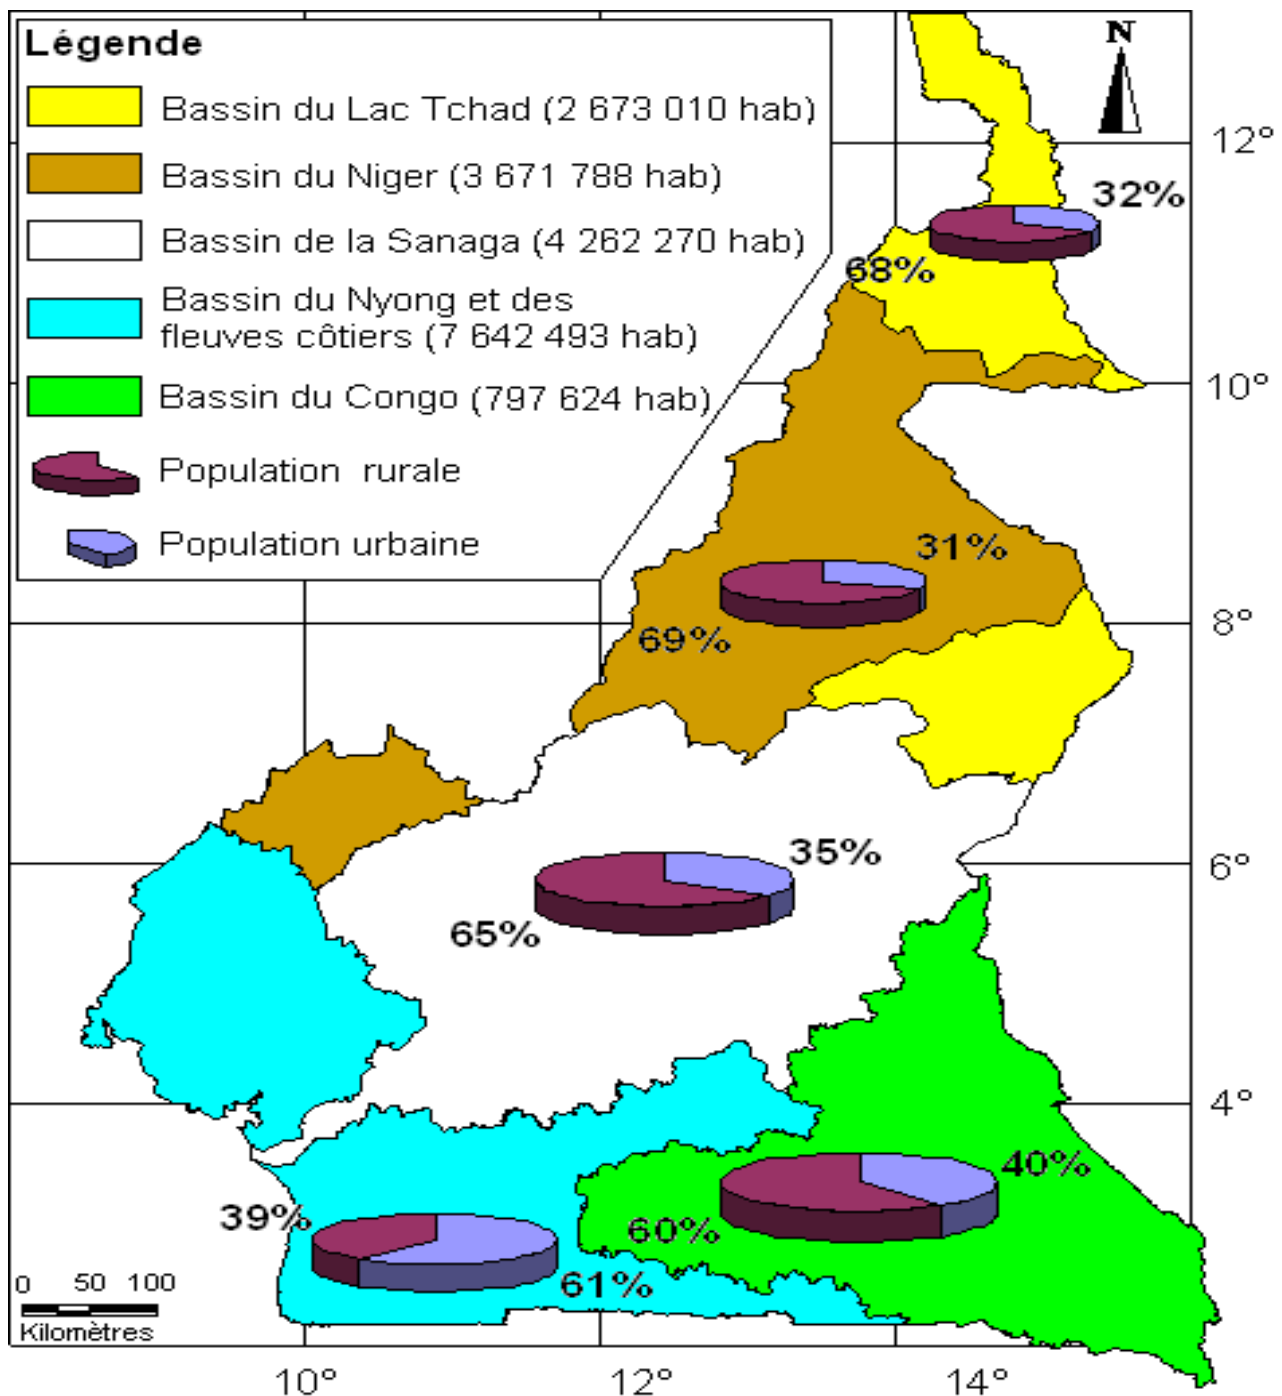 Légende
Bassin du Lac Tchad (2 673 010 hab)
Bassin du Niger (3 671 788 hab)
Bassin de la Sanaga (4 262 270 hab)
Bassin du Nyong et des
fleuves côtiers (7 642 493 hab)
Bassin du Congo (797 624 hab)
Population rurale
Population urbaine
N
12°
32%
68%
10°
31%
8°
69%
35%
6°
65%
4°
40%
39%
60%
61%
0 50 100
Kilomètres
10° 12° 14°